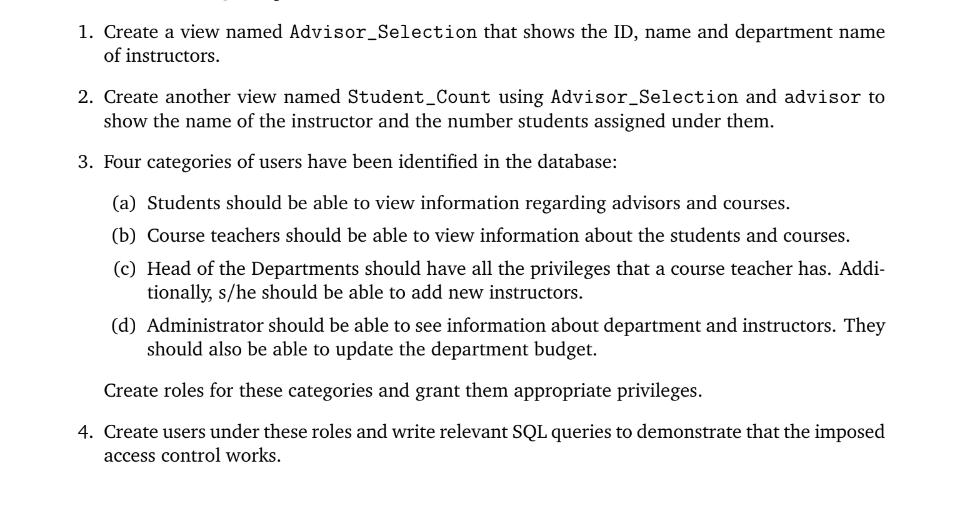 1. Create a view named Advisor_Selection that shows the ID, name and department name
of instructors.
2. Create another view named Student_Count using Advisor_Selection and advisor to
show the name of the instructor and the number students assigned under them.
3. Four categories of users have been identified in the database:
(a) Students should be able to view information regarding advisors and courses.
(b) Course teachers should be able to view information about the students and courses.
(c) Head of the Departments should have all the privileges that a course teacher has. Addi-
tionally, s/he should be able to add new instructors.
(d) Administrator should be able to see information about department and instructors. They
should also be able to update the department budget.
Create roles for these categories and grant them appropriate privileges.
4. Create users under these roles and write relevant SQL queries to demonstrate that the imposed
access control works.